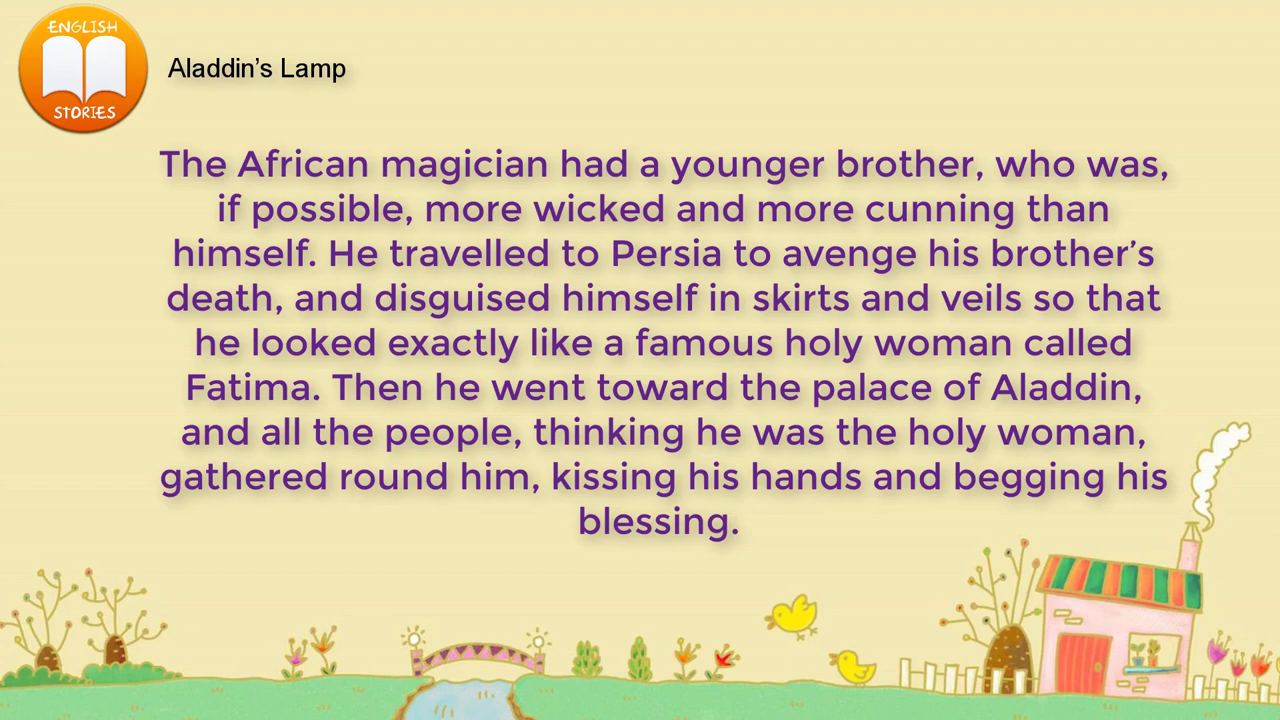 ENGLISH
STORIES
Aladdin’s Lamp
The African magician had a younger brother, who was,
if possible, more wicked and more cunning than
himself. He travelled to Persia to avenge his brother’s
death, and disguised himself in skirts and veils so that
he looked exactly like a famous holy woman called
Fatima. Then he went toward the palace of Aladdin,
and all the people, thinking he was the holy woman,
gathered round him, kissing his hands and begging his
blessing.